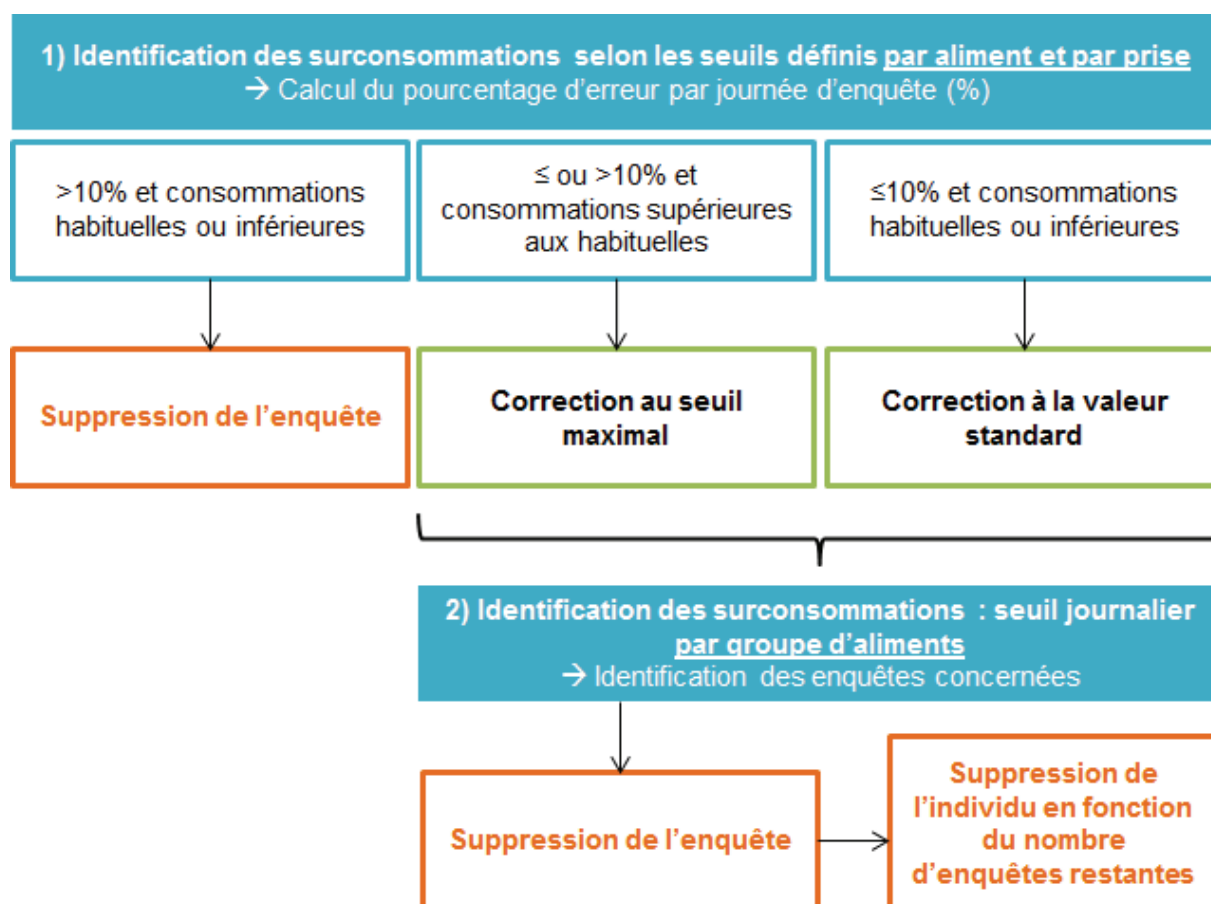 1) Identification des surconsommations selon les seuils définis par aliment et par prise
→ Calcul du pourcentage d'erreur par journée d'enquête (%)
>10% et consommations
habituelles ou inférieures
≤ ou >10% et
consommations supérieures
aux habituelles
≤10% et consommations
habituelles ou inférieures
Suppression de l'enquête
Correction au seuil
maximal
Correction à la valeur
standard
2) Identification des surconsommations : seuil journalier
par groupe d'aliments
→ Identification des enquêtes concernées
Suppression de l'enquête
Suppression de
l'individu en fonction
du nombre
d'enquêtes restantes